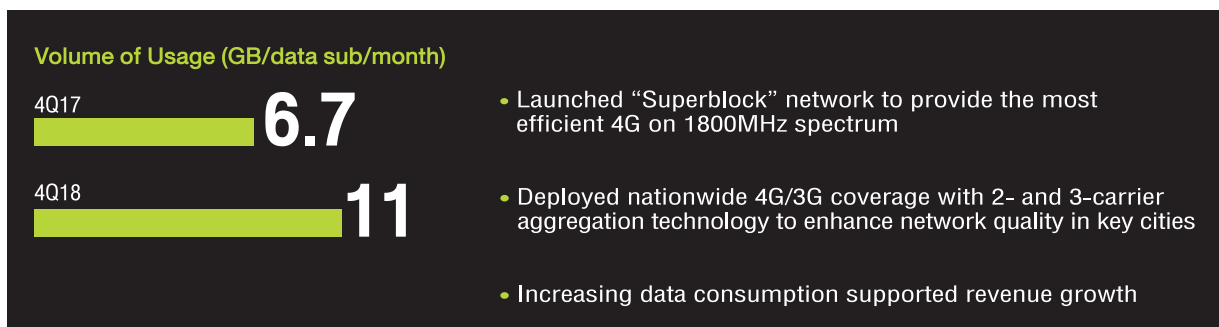 Volume of Usage (GB/data sub/month)
4Q17
6.7
4Q18
11
• Launched “Superblock” network to provide the most
efficient 4G on 1800MHz spectrum
• Deployed nationwide 4G/3G coverage with 2- and 3-carrier
aggregation technology to enhance network quality in key cities
• Increasing data consumption supported revenue growth